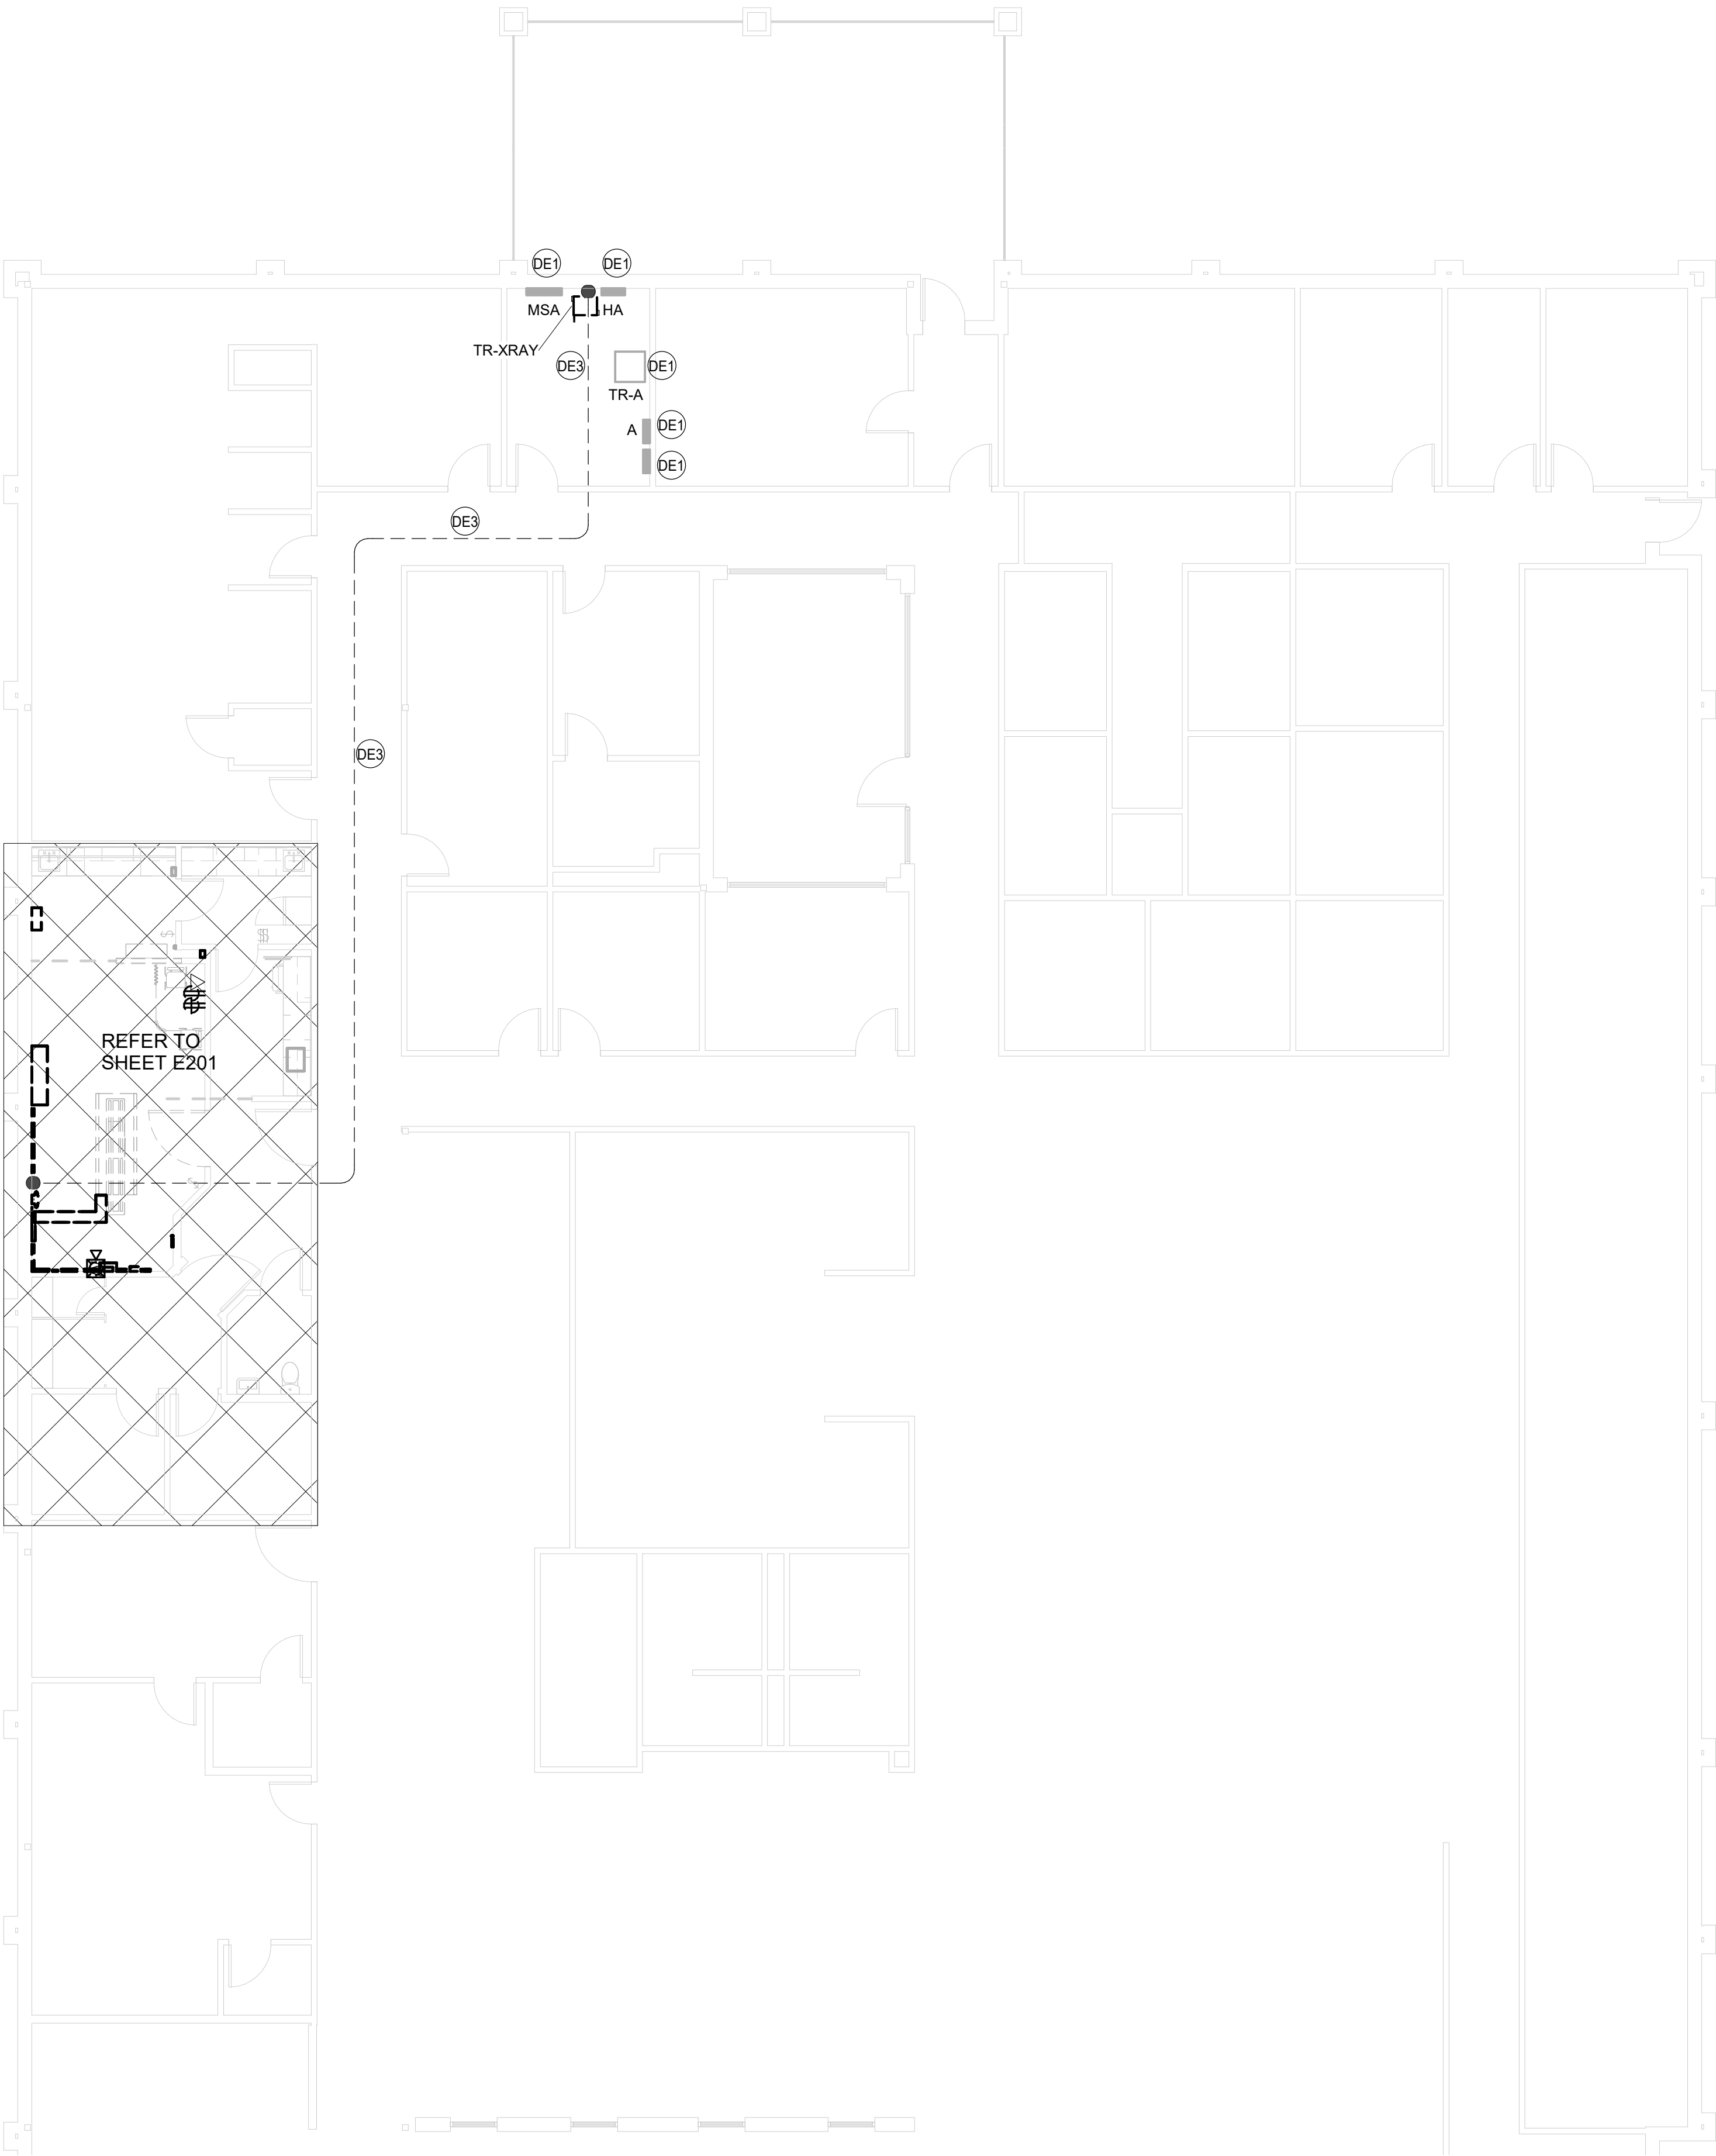 DE1
DE1
MSA
HA
TR-XRAY
DE3
DE1
TR-A
A
DE1
DE1
DE3
DE3
REFER TO
SHEET E201